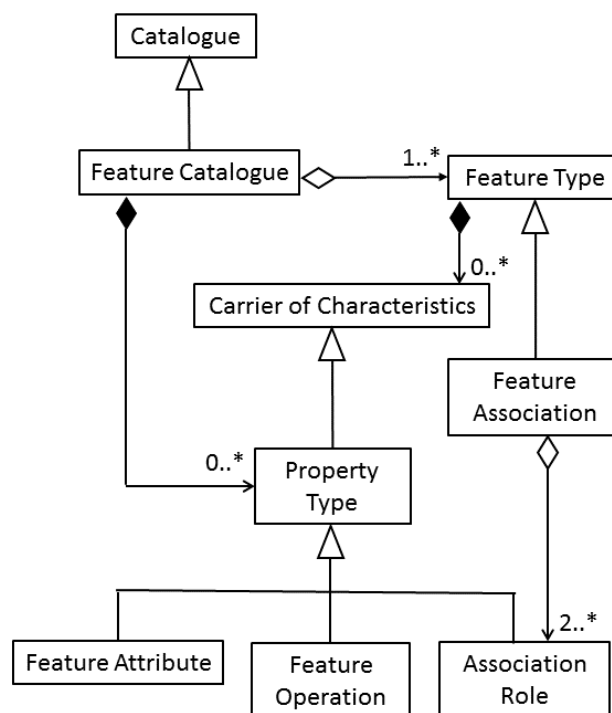 Catalogue
1..*
Feature Catalogue
Feature Type
0..*
Carrier of Characteristics
Feature
Association
0..*
Property
Type
2..*
Feature Attribute
Feature
Operation
Association
Role